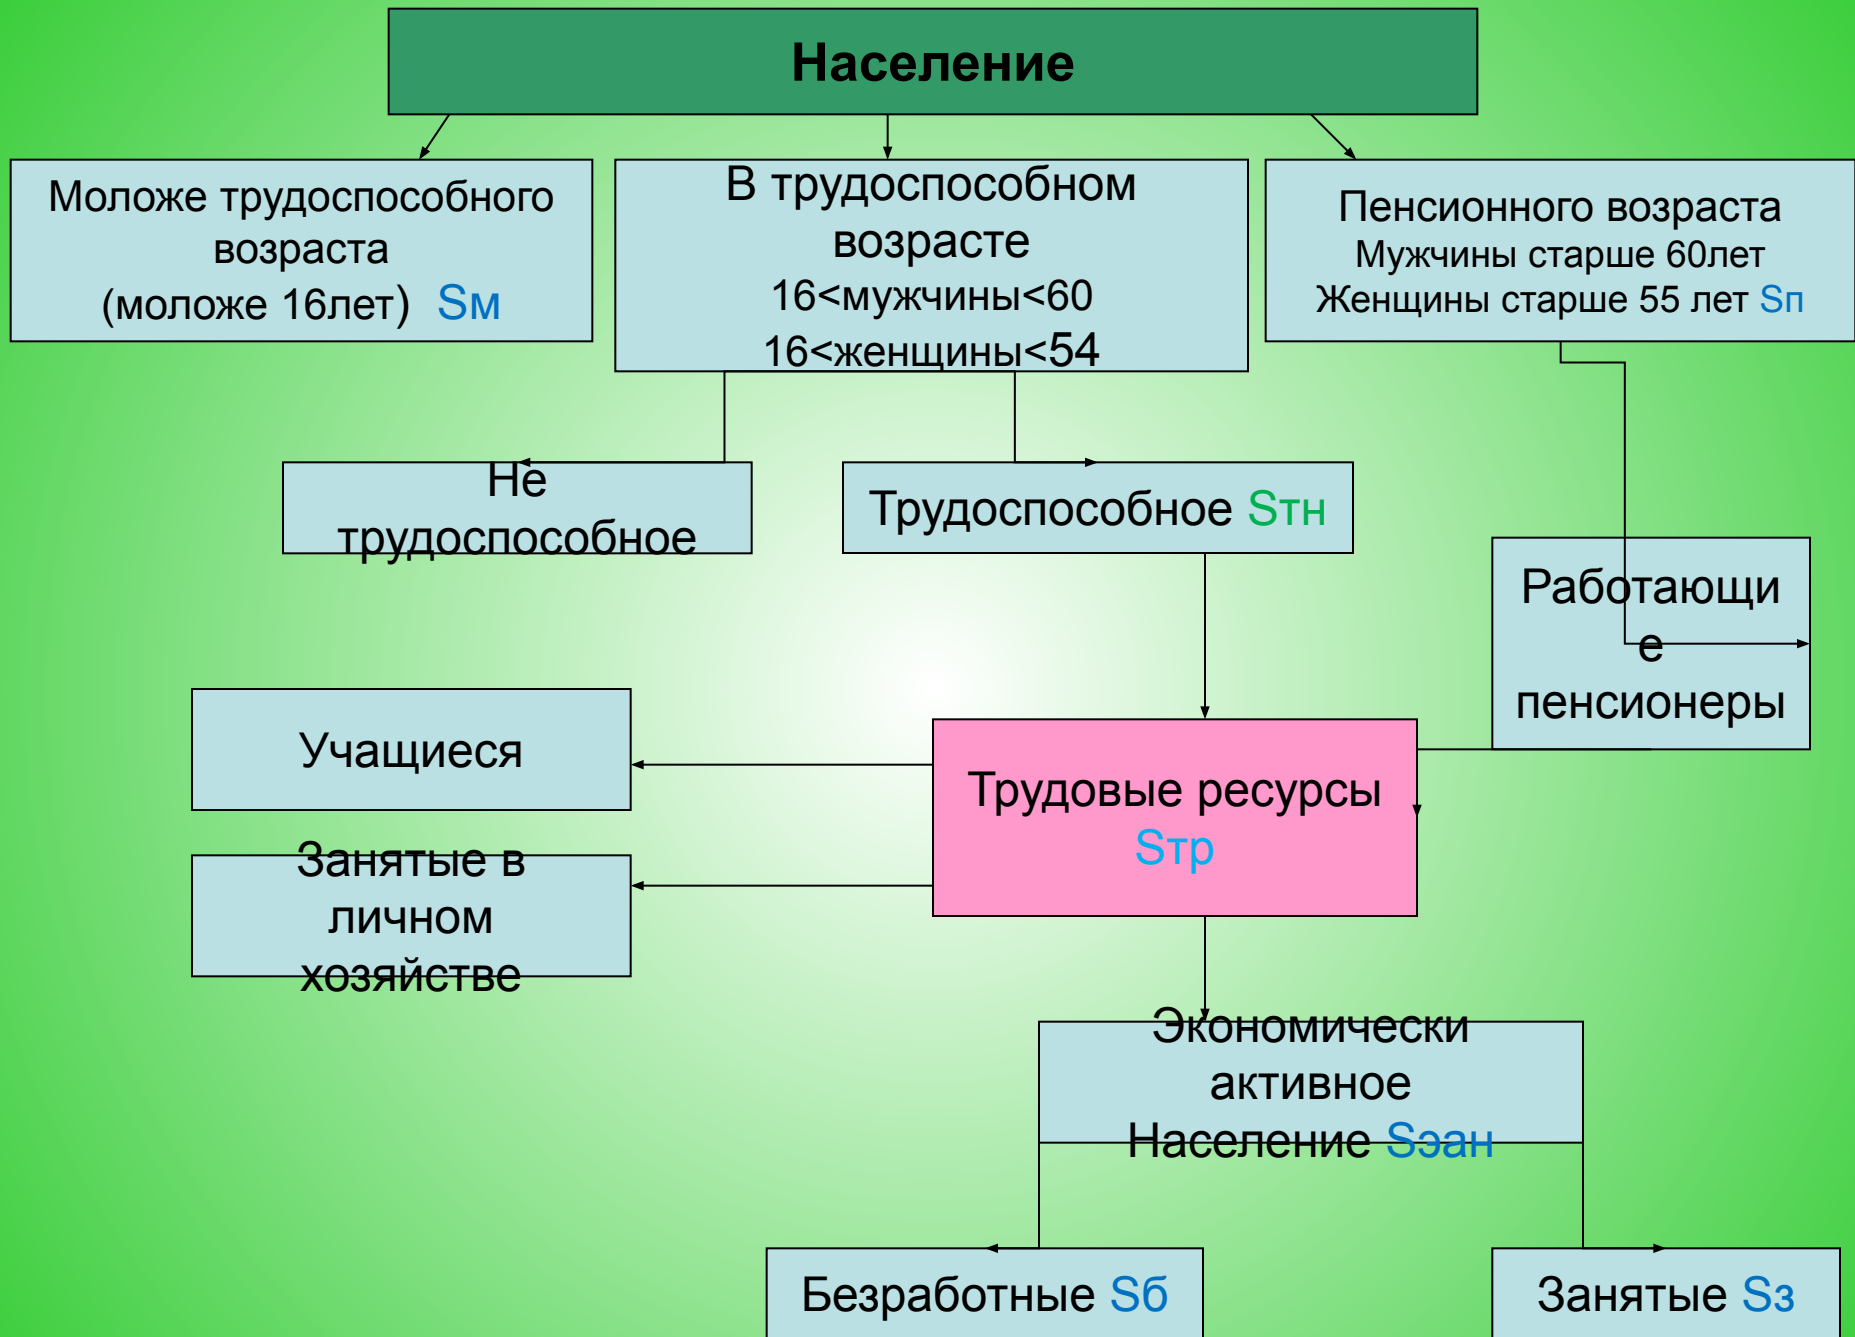 Население
Моложе трудоспособного
возраста
(моложе 16лет) Sм
В трудоспособном
возрасте
16<мужчины<60
16<женщины<54
Пенсионного возраста
Мужчины старше 60лет
Женщины старше 55 лет Sп
Не
трудоспособное
Трудоспособное Sтн
Работающи
е
пенсионеры
Учащиеся
Трудовые ресурсы
Sтр
Занятые в
личном
хозяйстве
Экономически
активное
Население Sэан
Безработные Sб
Занятые Sз